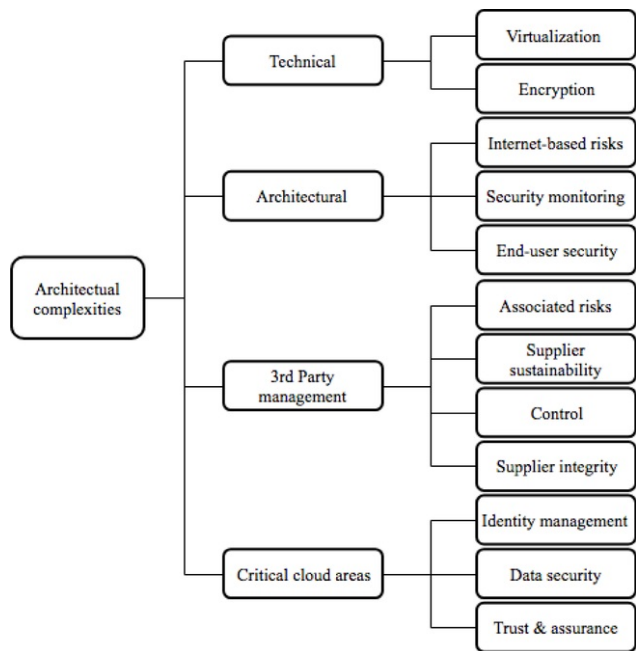 Architectual
complexities
Technical
Virtualization
Encryption
Architectural
Internet-based risks
Security monitoring
End-user security
3rd Party
management
Associated risks
Supplier
sustainability
Control
Supplier integrity
Critical cloud areas
Identity management
Data security
Trust & assurance